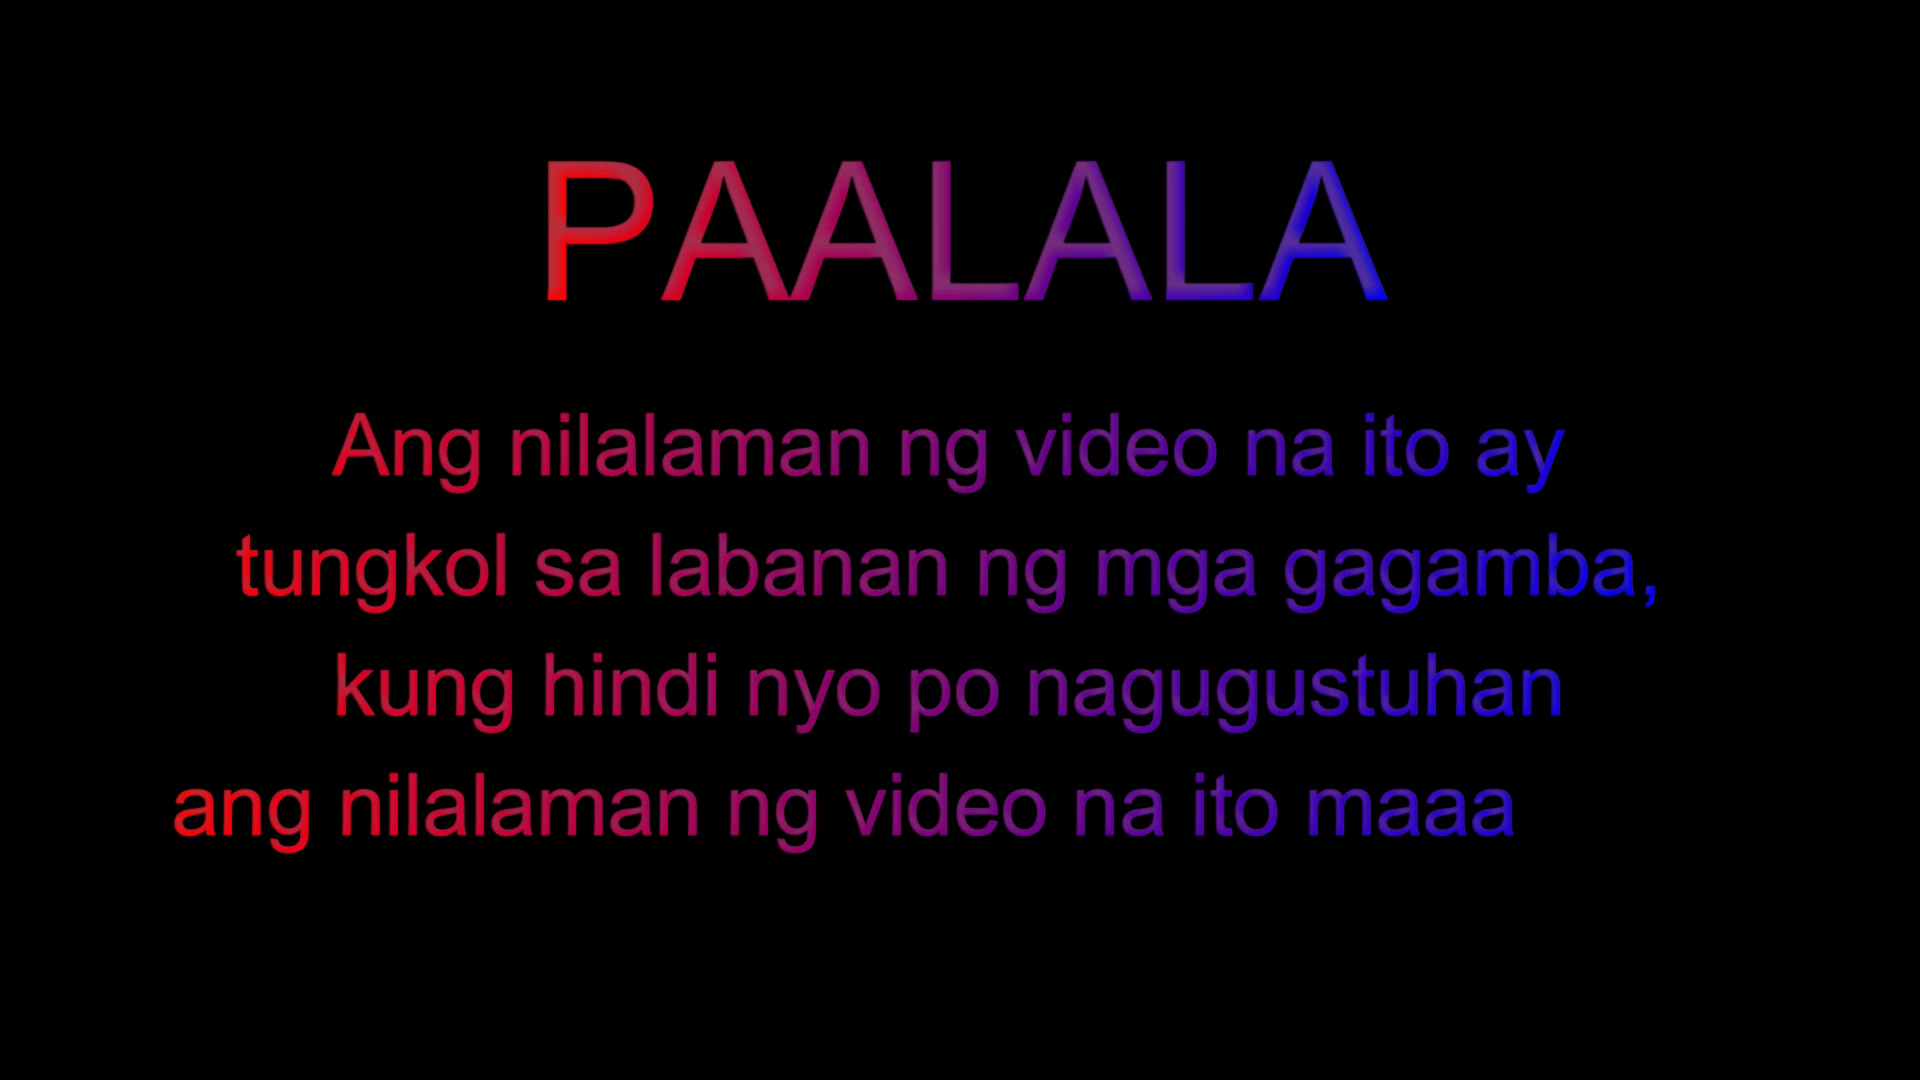 PAALALA
Ang nilalaman ng video na ito ay
tungkol sa labanan ng mga gagamba,
kung hindi nyo po nagugustuhan
ang nilalaman ng video na ito maaa